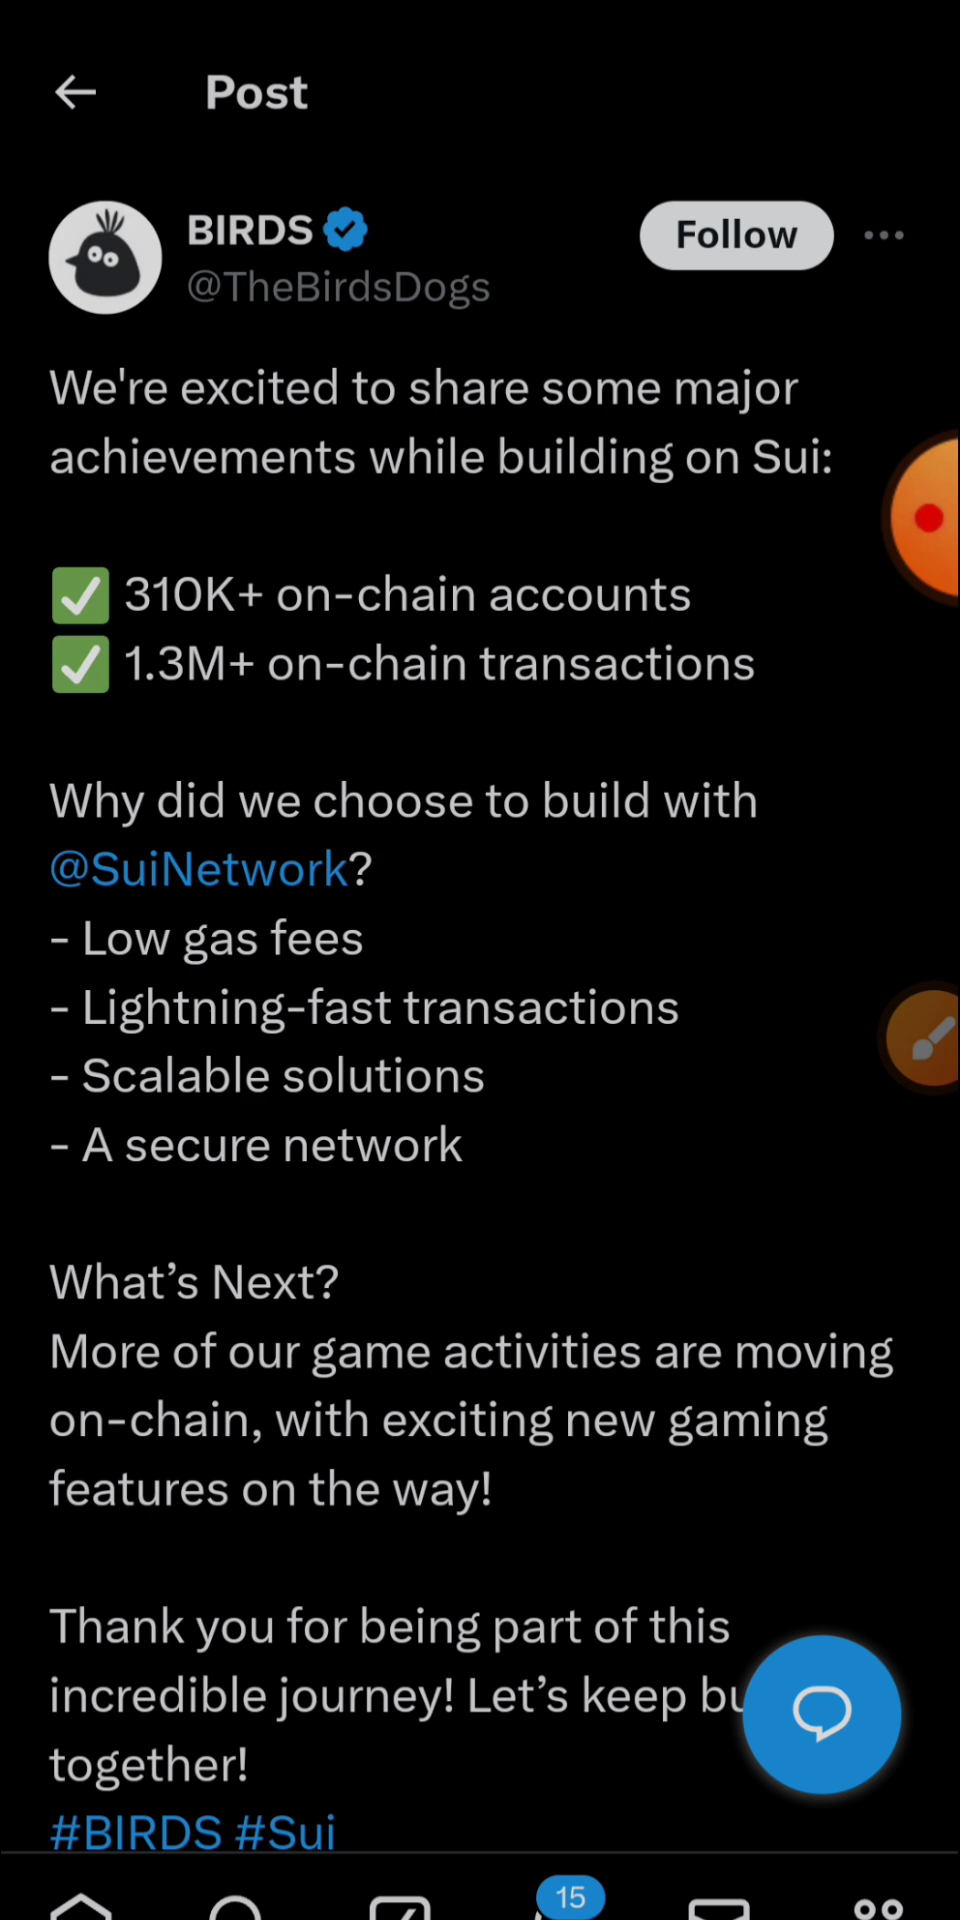 Post
BIRDS
@TheBirdsDogs
Follow
We're excited to share some major
achievements while building on Sui:
✅ 310K+ on-chain accounts
✅ 1.3M+ on-chain transactions
Why did we choose to build with
@SuiNetwork?
- Low gas fees
- Lightning-fast transactions
- Scalable solutions
- A secure network
What’s Next?
More of our game activities are moving
on-chain, with exciting new gaming
features on the way!
Thank you for being part of this
incredible journey! Let’s keep
together!
#BIRDS #Sui
15